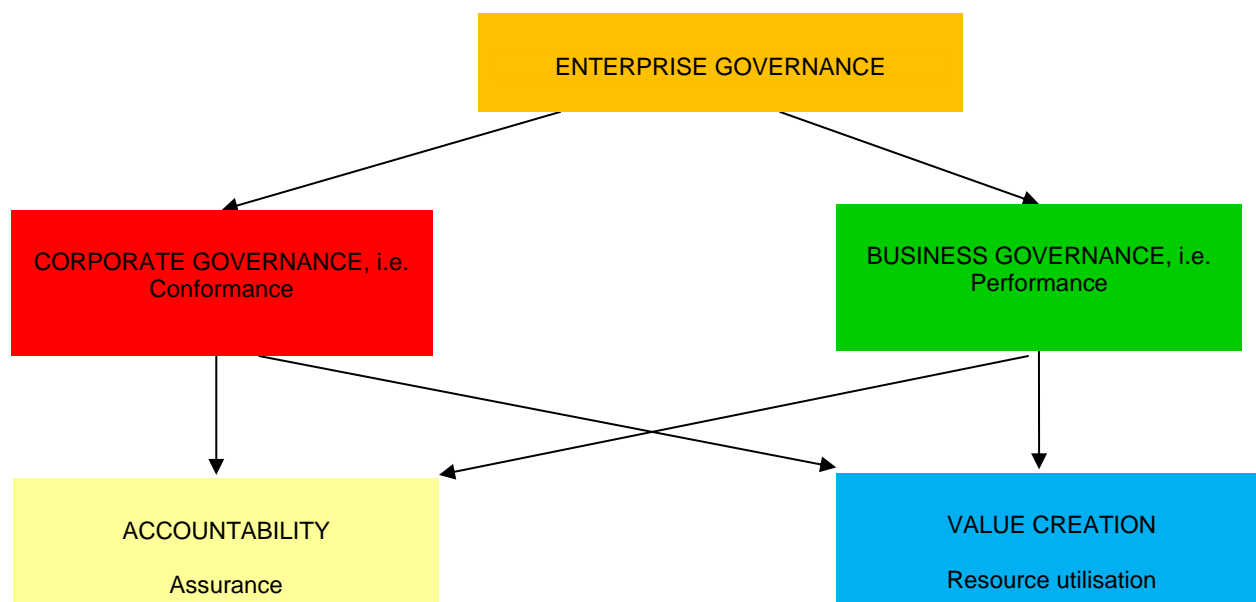 ENTERPRISE GOVERNANCE
CORPORATE GOVERNANCE, i.e.
Conformance
BUSINESS GOVERNANCE, i.e.
Performance
ACCOUNTABILITY
Assurance
VALUE CREATION
Resource utilisation